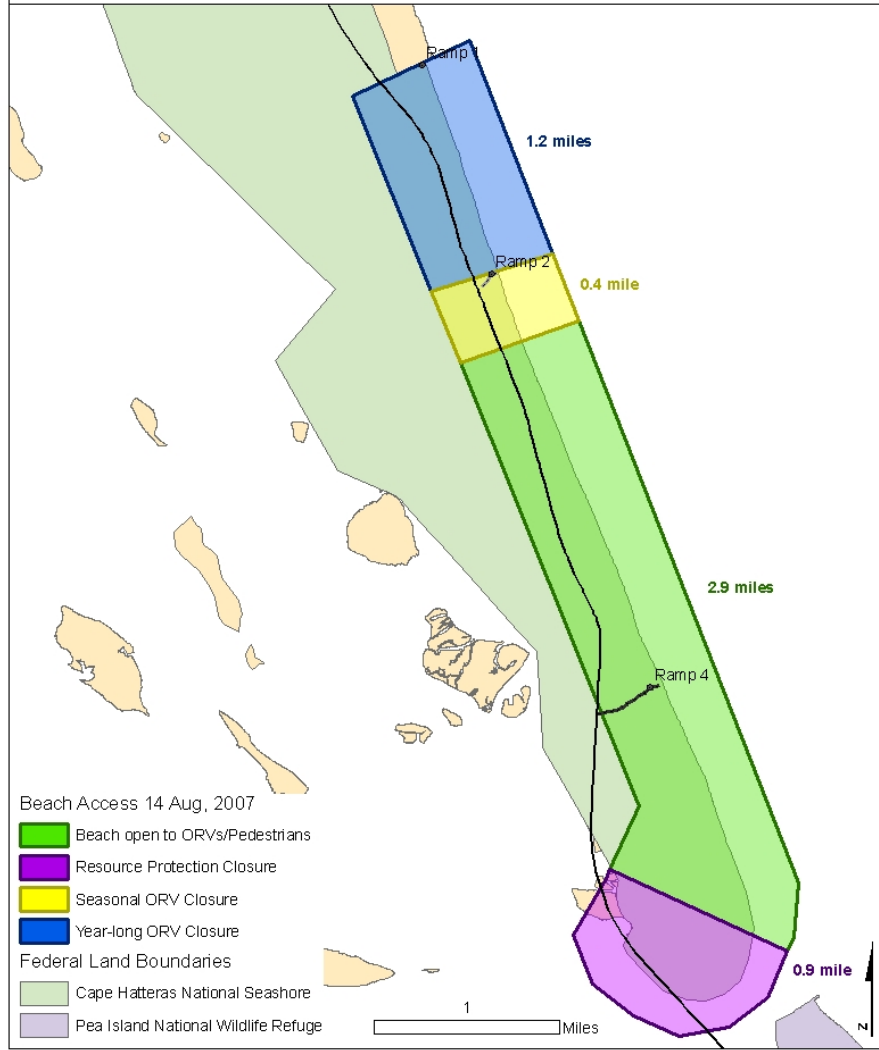 Ramp 1
1.2 miles
Ramp 2
0.4 mile
2.9 miles
Ramp 4
Beach Access 14 Aug, 2007
Beach open to ORVs/Pedestrians
Resource Protection Closure
Seasonal ORV Closure
Year-long ORV Closure
Federal Land Boundaries
Cape Hatteras National Seashore
Pea Island National Wildlife Refuge
0.9 mile
1
Miles
N